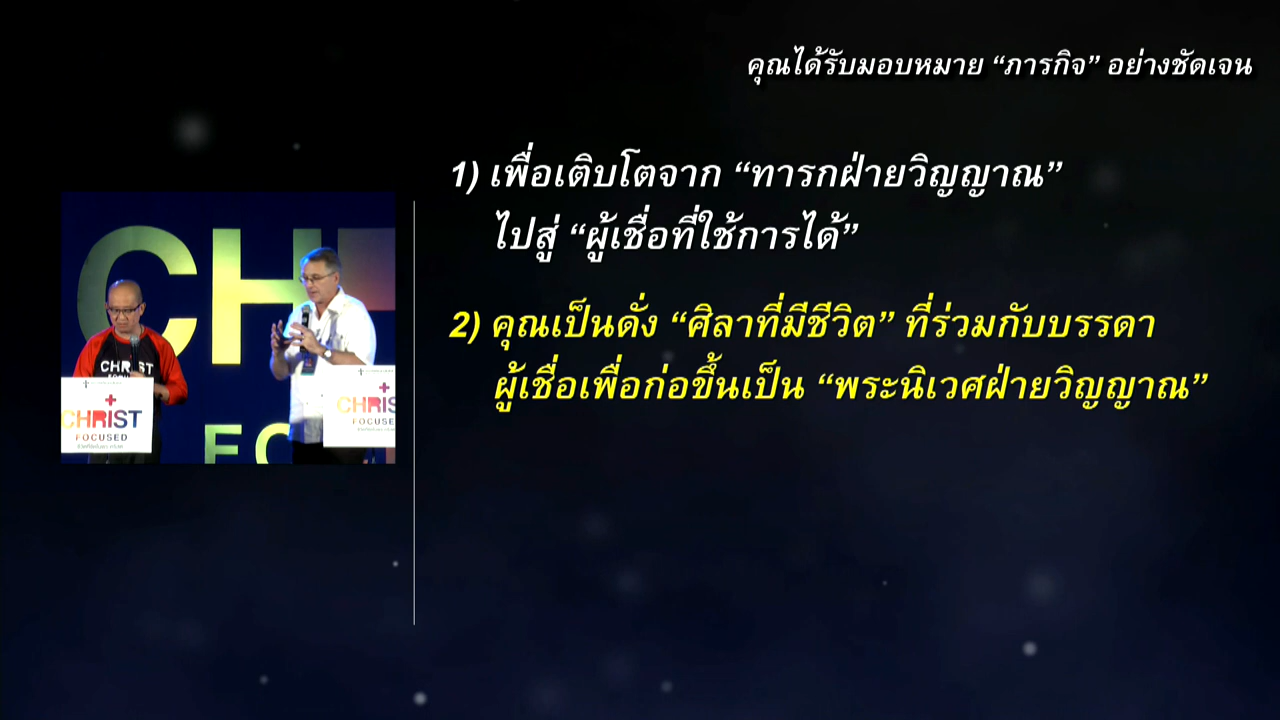 คุณได้รับมอบหมาย “ภารกิจ” อย่างชัดเจน
1) เพื่อเติบโตจาก “ทารกฝ่ายวิญญาณ”
ไปสู่ “ผู้เชื่อที่ใช้การได้”
2) คุณเป็นดั่ง “ศิลาที่มีชีวิต” ที่ร่วมกับบรรดา
ผู้เชื่อเพื่อก่อขึ้นเป็น “พระนิเวศฝ่ายวิญญาณ”
CH
CHRIST
CHRIST
FOCUSED
CHRIS
FOCUSE